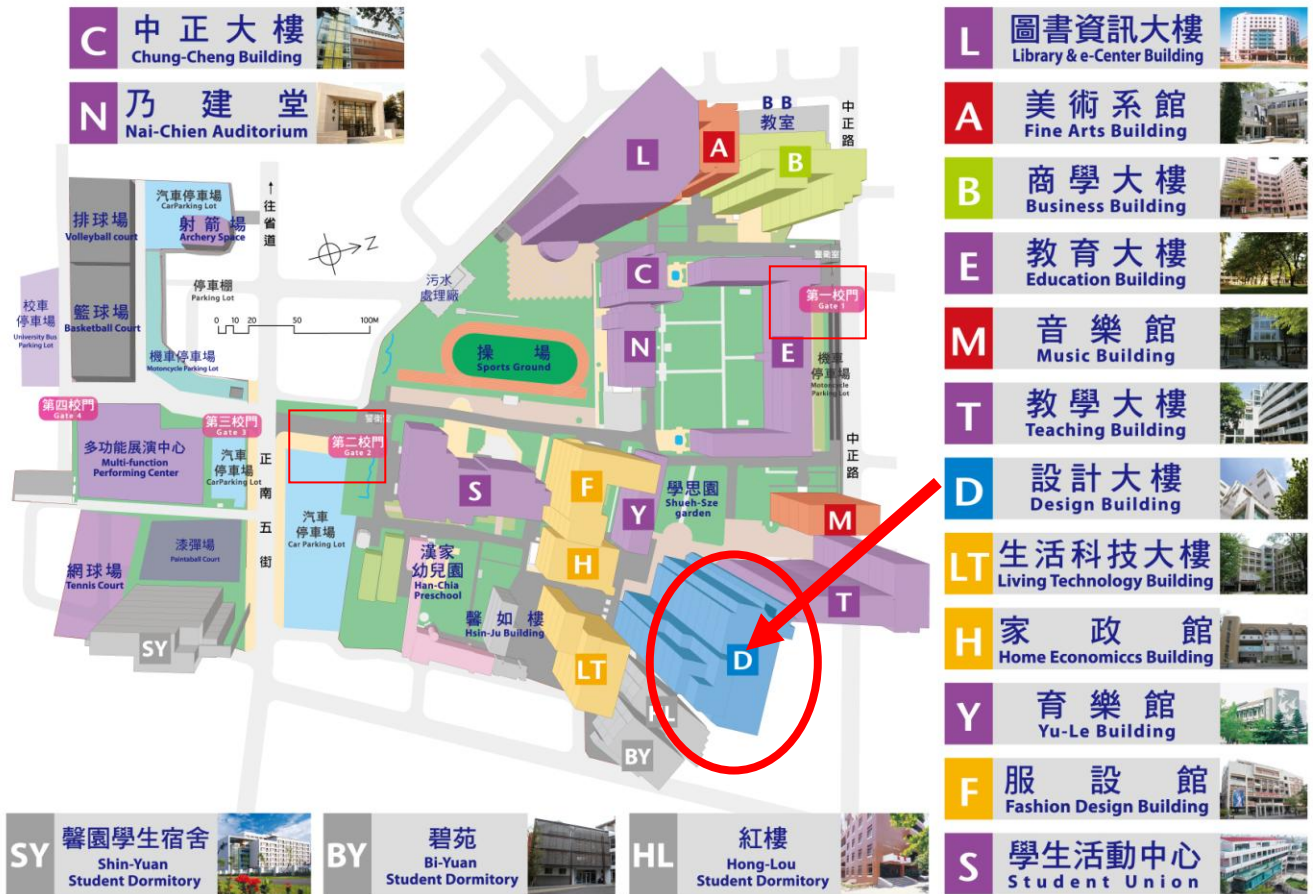 C
中正大樓
Chung-Cheng Building
N
乃建堂
Nai-Chien Auditorium
L
圖書資訊大樓
Library & e-Center Building
A
美術系館
Fine Arts Building
B
商學大樓
Business Building
E
教育大樓
Education Building
M
音樂館
Music Building
T
教學大樓
Teaching Building
D
設計大樓
Design Building
LT
生活科技大樓
Living Technology Building
H
家政館
Home Economiccs Building
Y
育樂館
Yu-Le Building
F
服設館
Fashion Design Building
S
學生活動中心
Student Union
BB
教室
中正路
L
A
B
汽車停車場
CarParking Lot
排球場
Volleyball court
射箭場
Archery Space
↑往省道
Z
污水
處理廠
C
警衛室
第一校門
Gate 1
校車
停車場
University Bus
Parking Lot
籃球場
Basketball Court
停車棚
Parking Lot
0 10 20 50 100M
機車停車場
Motorcycle Parking Lot
操場
Sports Ground
N
E
機車
停車場
Motorcycle
Parking Lot
第四校門
Gate 4
第三校門
Gate 3
警衛室
第二校門
Gate 2
多功能展演中心
Multi-function
Performing Center
汽車
停車場
CarParking Lot
正南五街
中正路
S
F
Y
學思園
Shueh-Sze
garden
M
汽車
停車場
Car Parking Lot
漆彈場
Paintaball Court
網球場
Tennis Court
漢家
幼兒園
Han-Chia
Preschool
H
T
馨如樓
Hsin-Ju Building
SY
LT
D
HL
BY
SY
馨園學生宿舍
Shin-Yuan
Student Dormitory
BY
碧苑
Bi-Yuan
Student Dormitory
HL
紅樓
Hong-Lou
Student Dormitory